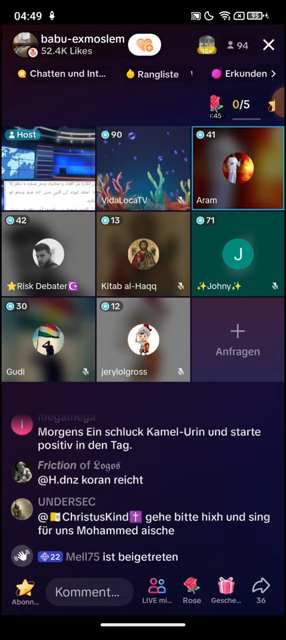 04:49
95
babu-exmoslem
52.4K Likes
94
Chatten und Int...
Rangliste
Erkunden >
0/5
:45
Host
90
41
VidaLocaTV
Aram
42
13
71
J
⭐Risk Debater☪
Kitab al-Haqq
✨Johny✨
30
12
+
Gudi
jerylolgross
Anfragen
megamega
Morgens Ein schluck Kamel-Urin und starte
positiv in den Tag.
Friction of 𝕷𝖔𝖌𝖔𝖘
@H.dnz koran reicht
UNDERSEC
@🇻🇦ChristusKind✝️ gehe bitte hixh und sing
für uns Mohammed aische
22 Mell75 ist beigetreten
Abonn...
Komment...
LIVE mi...
Rose
Gesche...
36